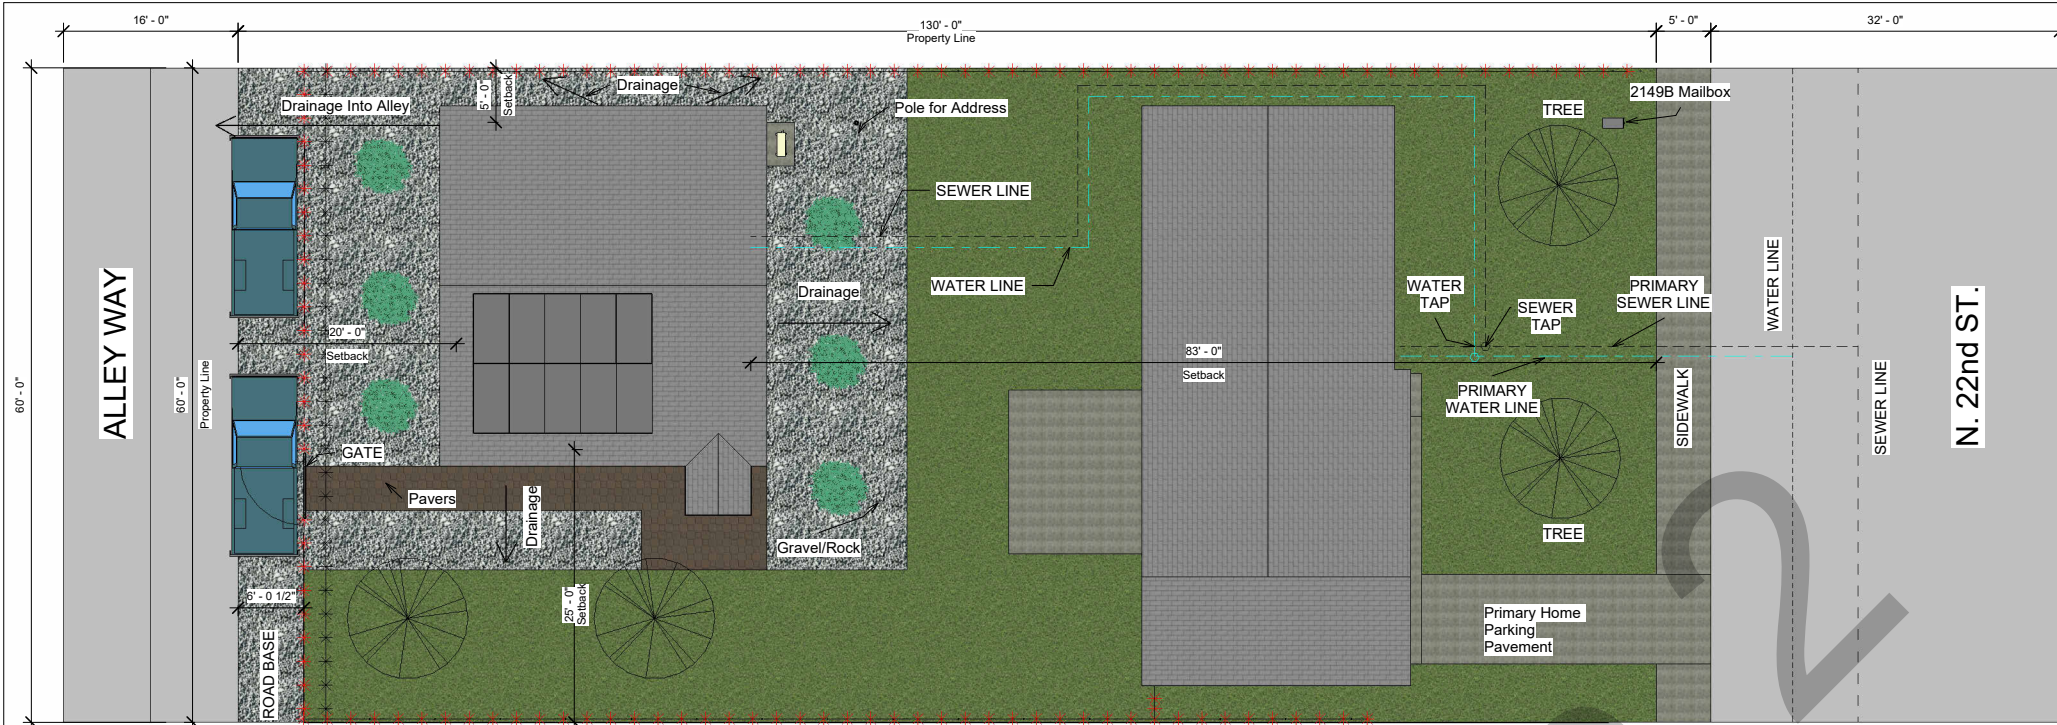 16' - 0"
130' - 0"
Property Line
5' - 0"
32' - 0"
60' - 0"
ALLEY WAY
60' - 0"
Property Line
Drainage Into Alley
5' - 0"
Setback
Drainage
Pole for Address
SEWER LINE
WATER LINE
Drainage
20' - 0"
Setback
83' - 0"
Setback
GATE
Pavers
Drainage
Gravel/Rock
25' - 0"
Setback
6' - 0 1/2"
ROAD BASE
TREE
2149B Mailbox
WATER
TAP
SEWER
TAP
PRIMARY
SEWER LINE
PRIMARY
WATER LINE
TREE
Primary Home
Parking
Pavement
SIDEWALK
WATER LINE
SEWER LINE
N. 22nd ST.
2